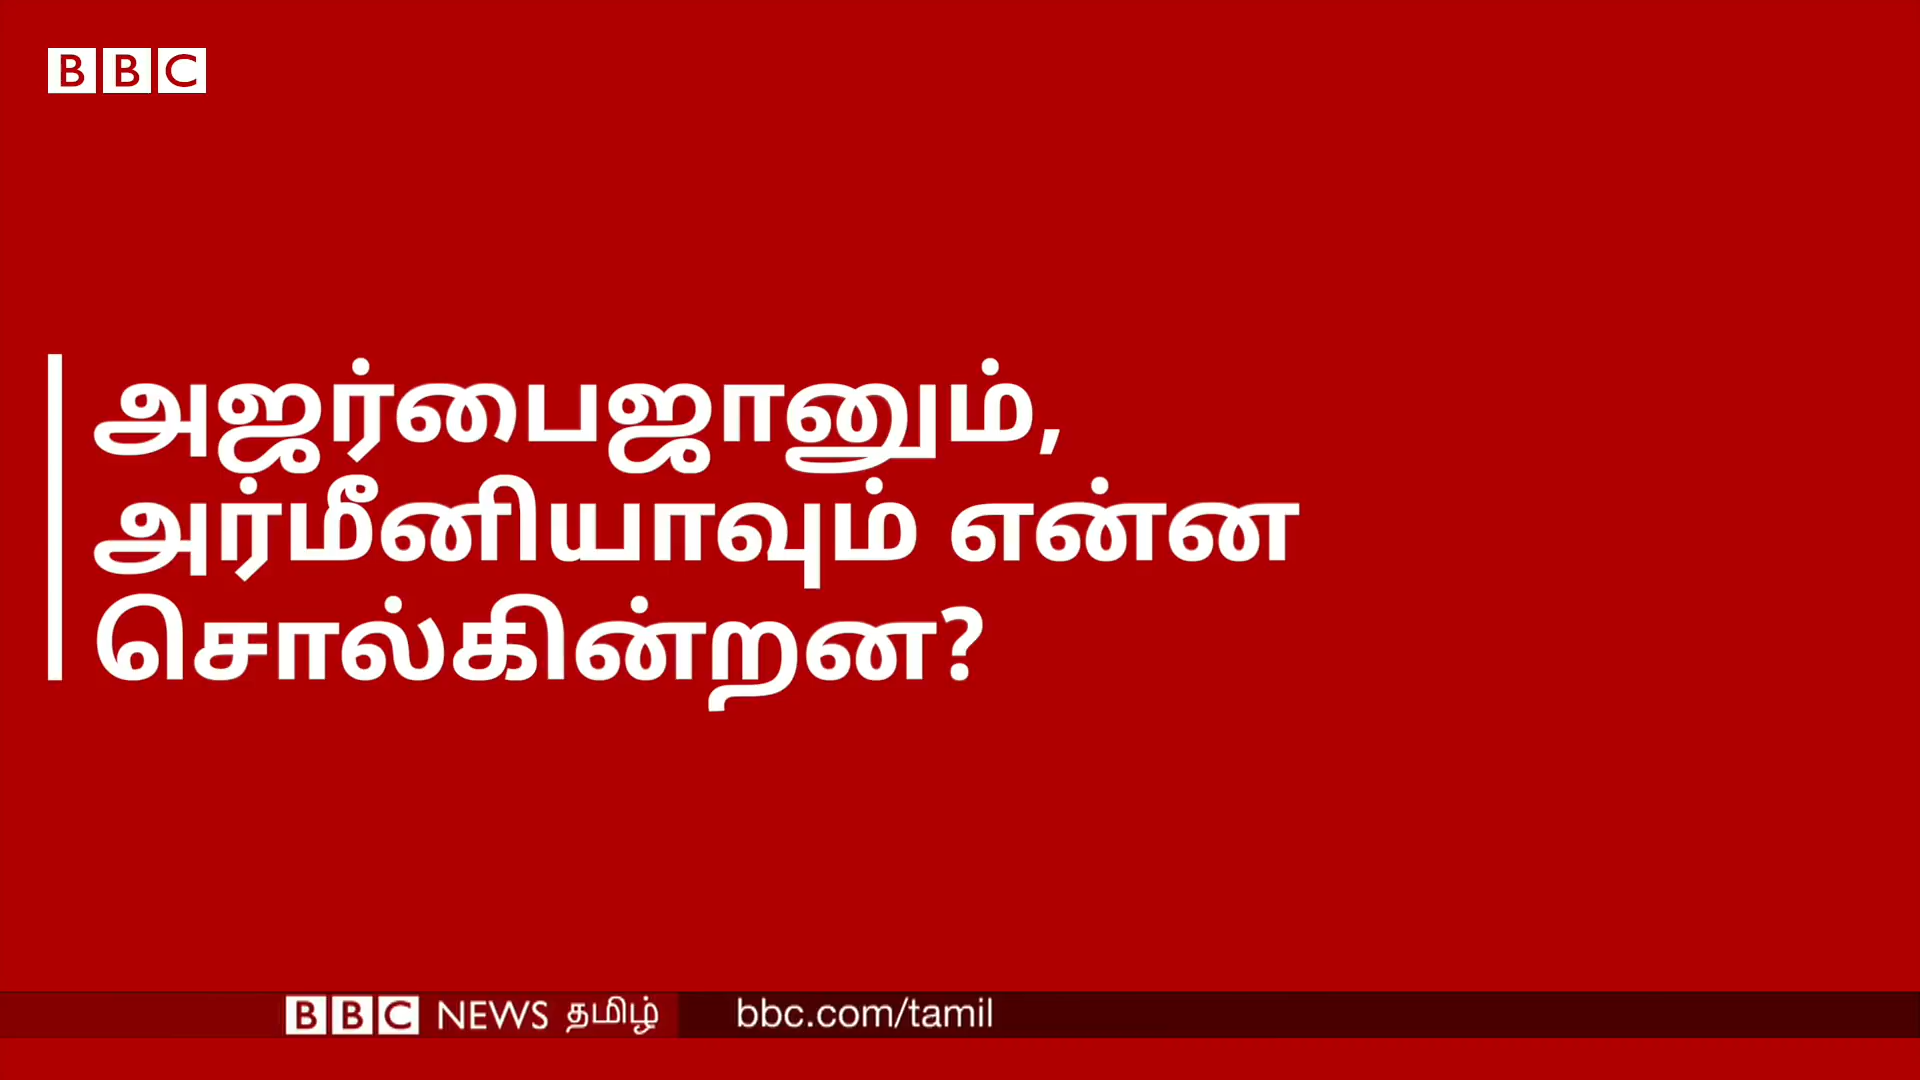 BBC
அஜர்பைஜானும்,
அர்மீனியாவும் என்ன
சொல்கின்றன?
BBC NEWS தமிழ் bbc.com/tamil